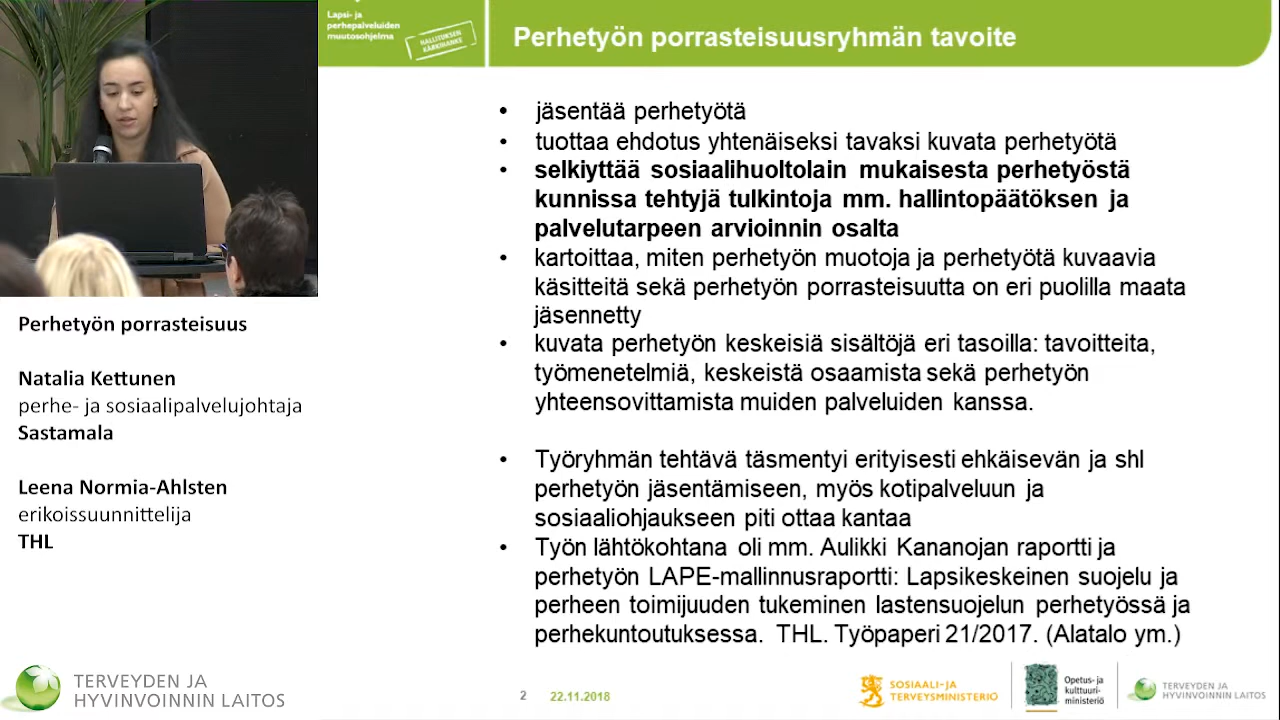 Lapsi- ja
perhepalveluiden
muutosohjelma
HALLITUKSEN
KÄRKIHANKE
Perhetyön porrasteisuusryhmän tavoite
• jäsentää perhetyötä
• tuottaa ehdotus yhtenäiseksi tavaksi kuvata perhetyötä
• selkiyttää sosiaalihuoltolain mukaisesta perhetyöstä
kunnissa tehtyjä tulkintoja mm. hallintopäätöksen ja
palvelutarpeen arvioinnin osalta
• kartoittaa, miten perhetyön muotoja ja perhetyötä kuvaavia
käsitteitä sekä perhetyön porrasteisuutta on eri puolilla maata
jäsennetty
• kuvata perhetyön keskeisiä sisältöjä eri tasoilla: tavoitteita,
työmenetelmiä, keskeistä osaamista sekä perhetyön
yhteensovittamista muiden palveluiden kanssa.
• Työryhmän tehtävä täsmentyi erityisesti ehkäisevän ja shl
perhetyön jäsentämiseen, myös kotipalveluun ja
sosiaaliohjaukseen piti ottaa kantaa
• Työn lähtökohtana oli mm. Aulikki Kananojan raportti ja
perhetyön LAPE-mallinnusraportti: Lapsikeskeinen suojelu ja
perheen toimijuuden tukeminen lastensuojelun perhetyössä ja
perhekuntoutuksessa. THL. Työpaperi 21/2017. (Alatalo ym.)
Perhetyön porrasteisuus
Natalia Kettunen
perhe- ja sosiaalipalvelujohtaja
Sastamala
Leena Normia-Ahlsten
erikoissuunnittelija
THL
TERVEYDEN JA
HYVINVOINNIN LAITOS
2 22.11.2018
SOSIAALI- JA
TERVEYSMINISTERIÖ
Opetus- ja
kulttuuri-
ministeriö
TERVEYDEN JA
HYVINVOINNIN LAITOS